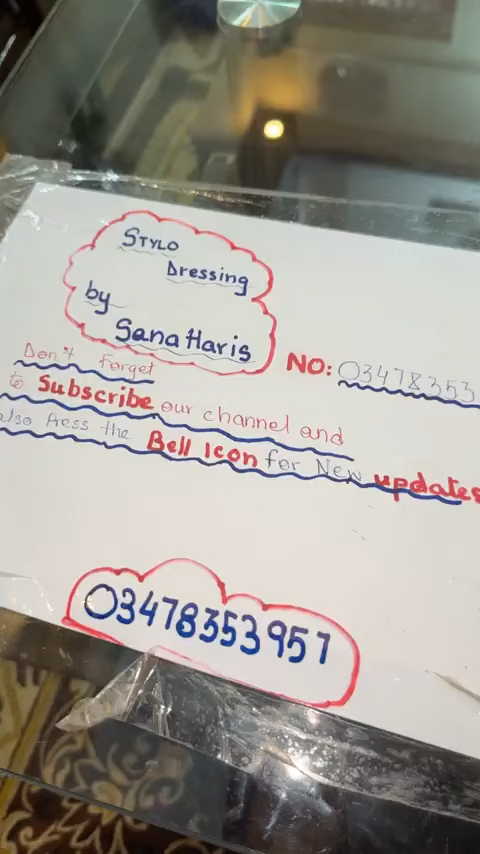 STYLO
Dressing
by
Sana Haris
NO: 03478353
Don't Forget
to Subscribe our channel and
also Press the Bell Icon for New updates
03478353957